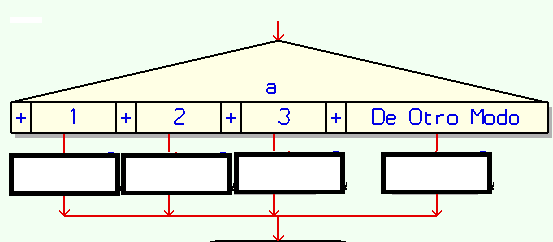 a
+ 1 + 2 + 3 + De Otro Modo